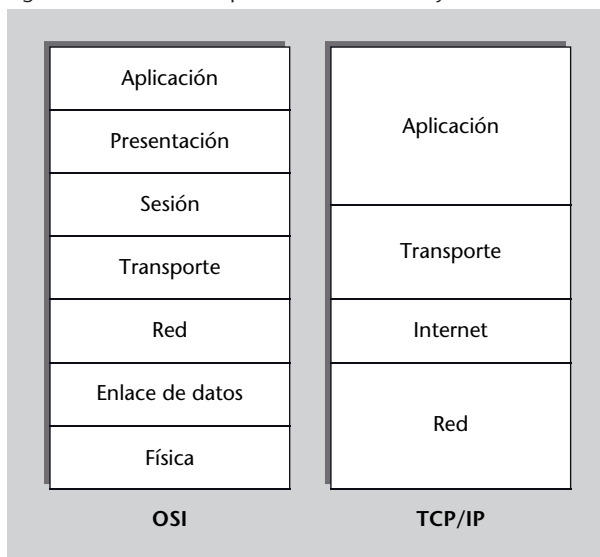 Aplicación
Presentación
Sesión
Transporte
Red
Enlace de datos
Física
OSI
Aplicación
Transporte
Internet
Red
TCP/IP